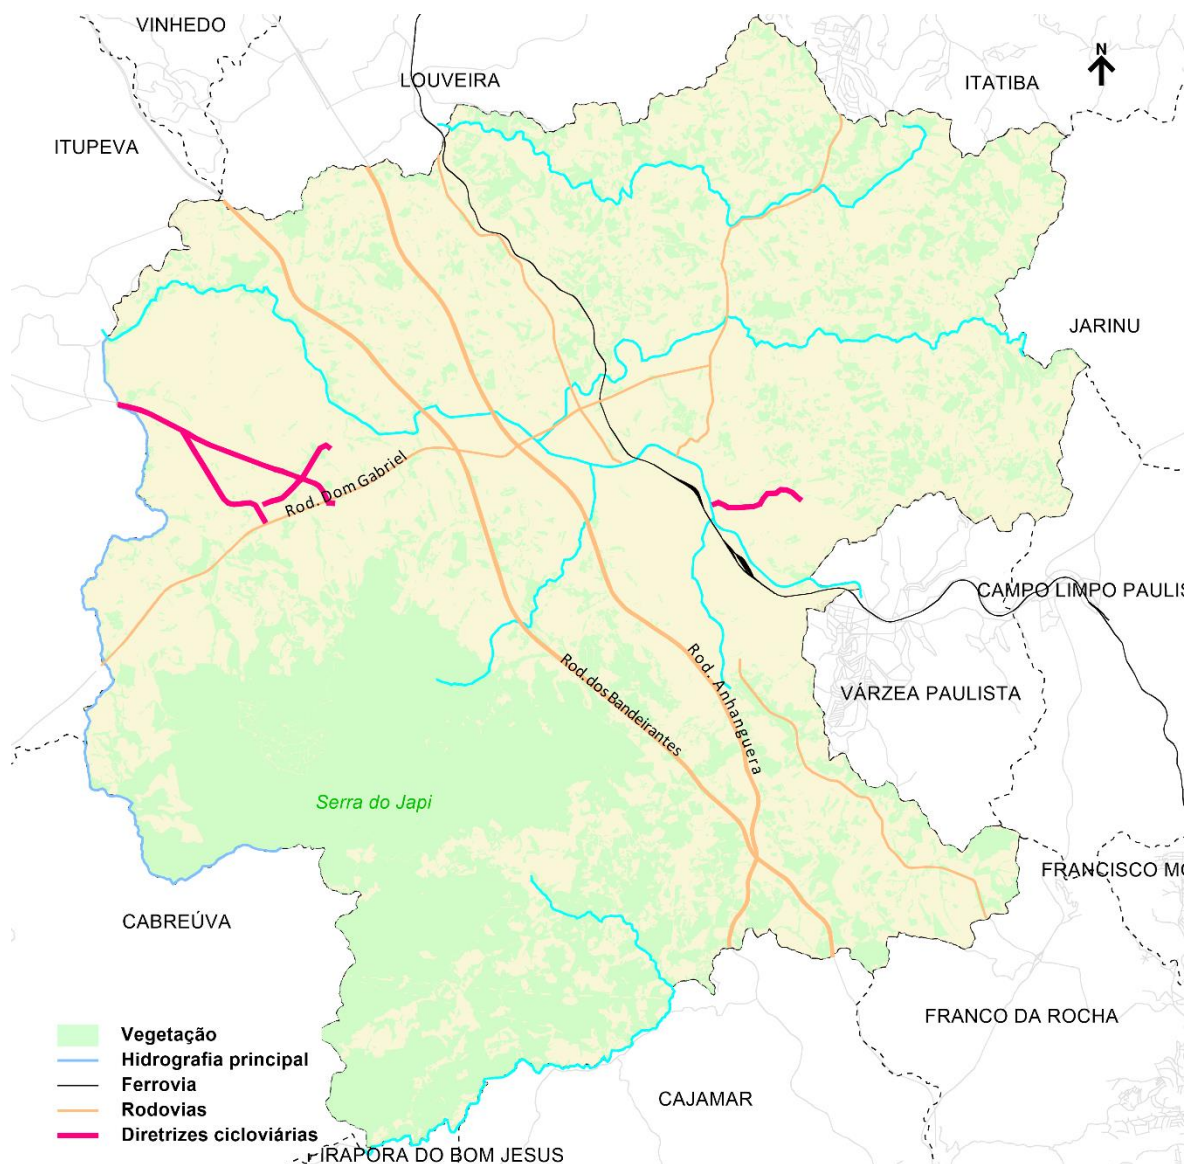 VINHEDO
N
LOUVEIRA
ITATIBA
ITUPEVA
JARINU
Rod. Dom Gabriel
CAMPO LIMPO PAULIS
Rod. dos Bandeirantes
Rod. Anhanguera
VÁRZEA PAULISTA
Serra do Japi
FRANCISCO MO
CABREÚVA
FRANCO DA ROCHA
Vegetação
Hidrografia principal
Ferrovia
Rodovias
Diretrizes cicloviárias
CAJAMAR
PIRAPORA DO BOM JESUS